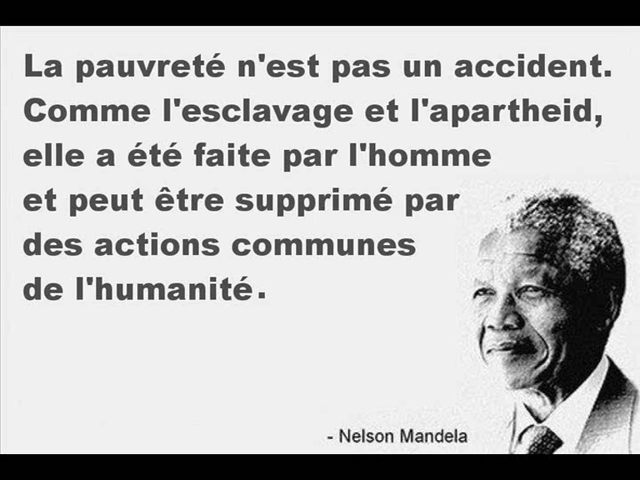 La pauvreté n'est pas un accident.
Comme l'esclavage et l'apartheid,
elle a été faite par l'homme
et peut être supprimé par
des actions communes
de l'humanité.
- Nelson Mandela